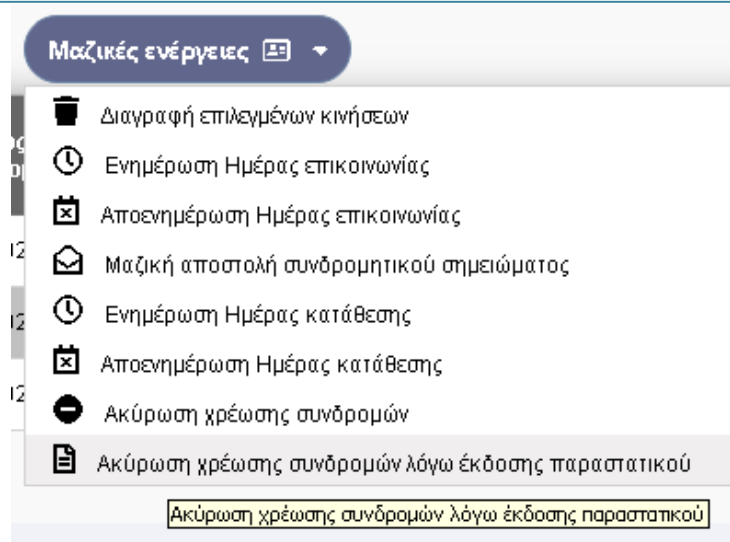 Μαζικές ενέργειες
Διαγραφή επιλεγμένων κινήσεων
Ενημέρωση Ημέρας επικοινωνίας
Αποενημέρωση Ημέρας επικοινωνίας
Μαζική αποστολή συνδρομητικού σημειώματος
Ενημέρωση Ημέρας κατάθεσης
Αποενημέρωση Ημέρας κατάθεσης
Ακύρωση χρέωσης συνδρομών
Ακύρωση χρέωσης συνδρομών λόγω έκδοσης παραστατικού
Ακύρωση χρέωσης συνδρομών λόγω έκδοσης παραστατικού